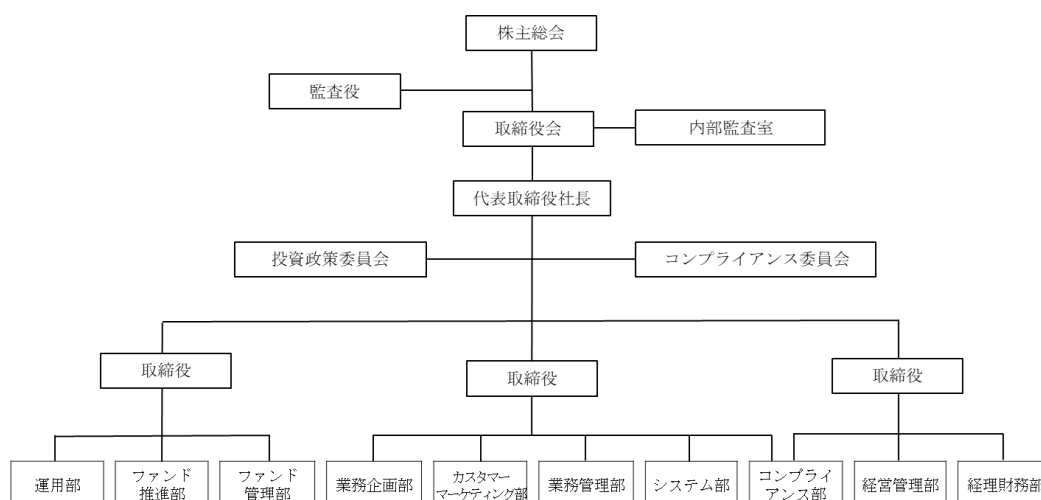 株主総会
監査役
取締役会
内部監査室
代表取締役社長
投資政策委員会
コンプライアンス委員会
取締役
取締役
取締役
運用部
ファンド
推進部
ファンド
管理部
業務企画部
カスタマー
マーケティング部
業務管理部
システム部
コンプライ
アンス部
経営管理部
経理財務部